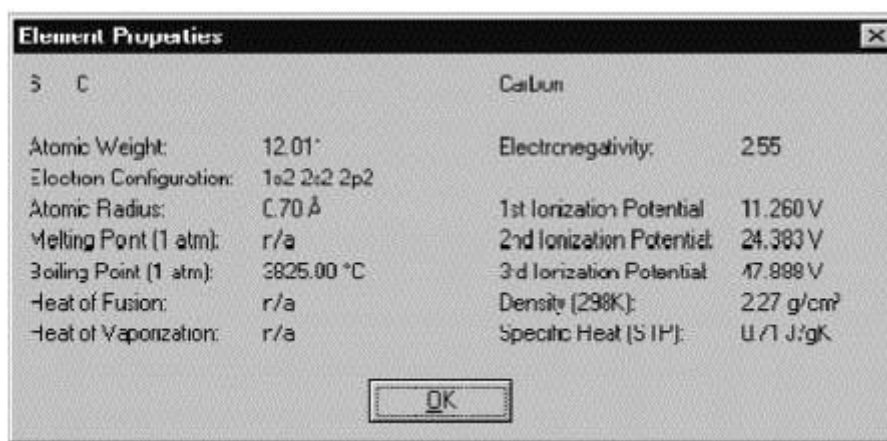 Element Properties
6 C Carbon
Atomic Weight: 12.011 Electronegativity: 2.55
Electron Configuration: 1s2 2s2 2p2
Atomic Radius: 0.70 Å 1st Ionization Potential: 11.260 V
Melting Point (1 atm): n/a 2nd Ionization Potential: 24.383 V
Boiling Point (1 atm): 3825.00 °C 3rd Ionization Potential: 47.888 V
Heat of Fusion: n/a Density (298K): 2.27 g/cm³
Heat of Vaporization: n/a Specific Heat (STP): 0.71 J/gK
OK